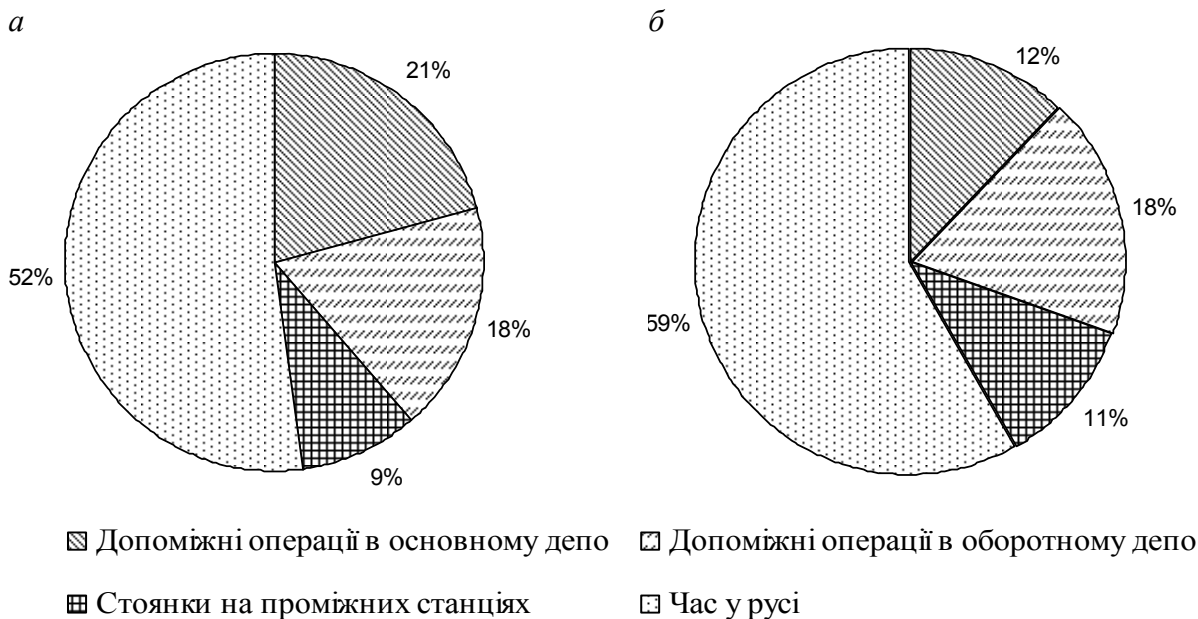 а б
21% 12%
18%
52% 59%
18%
11%
9%
Допоміжні операції в основному депо Допоміжні операції в оборотному депо
Стоянки на проміжних станціях Час у русі